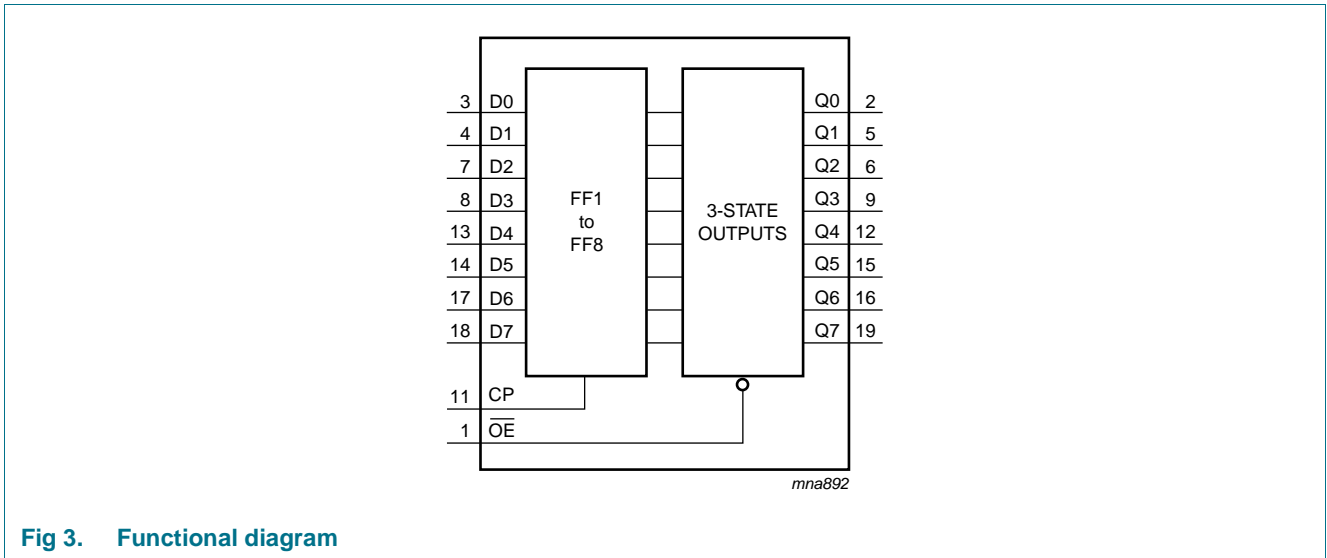 3 D0 Q0 2
4 D1 Q1 5
7 D2 Q2 6
8 D3 Q3 9
13 D4 Q4 12
14 D5 Q5 15
17 D6 Q6 16
18 D7 Q7 19
FF1
to
FF8
3-STATE
OUTPUTS
11 CP
1 O̅E̅
mna892
Fig 3. Functional diagram